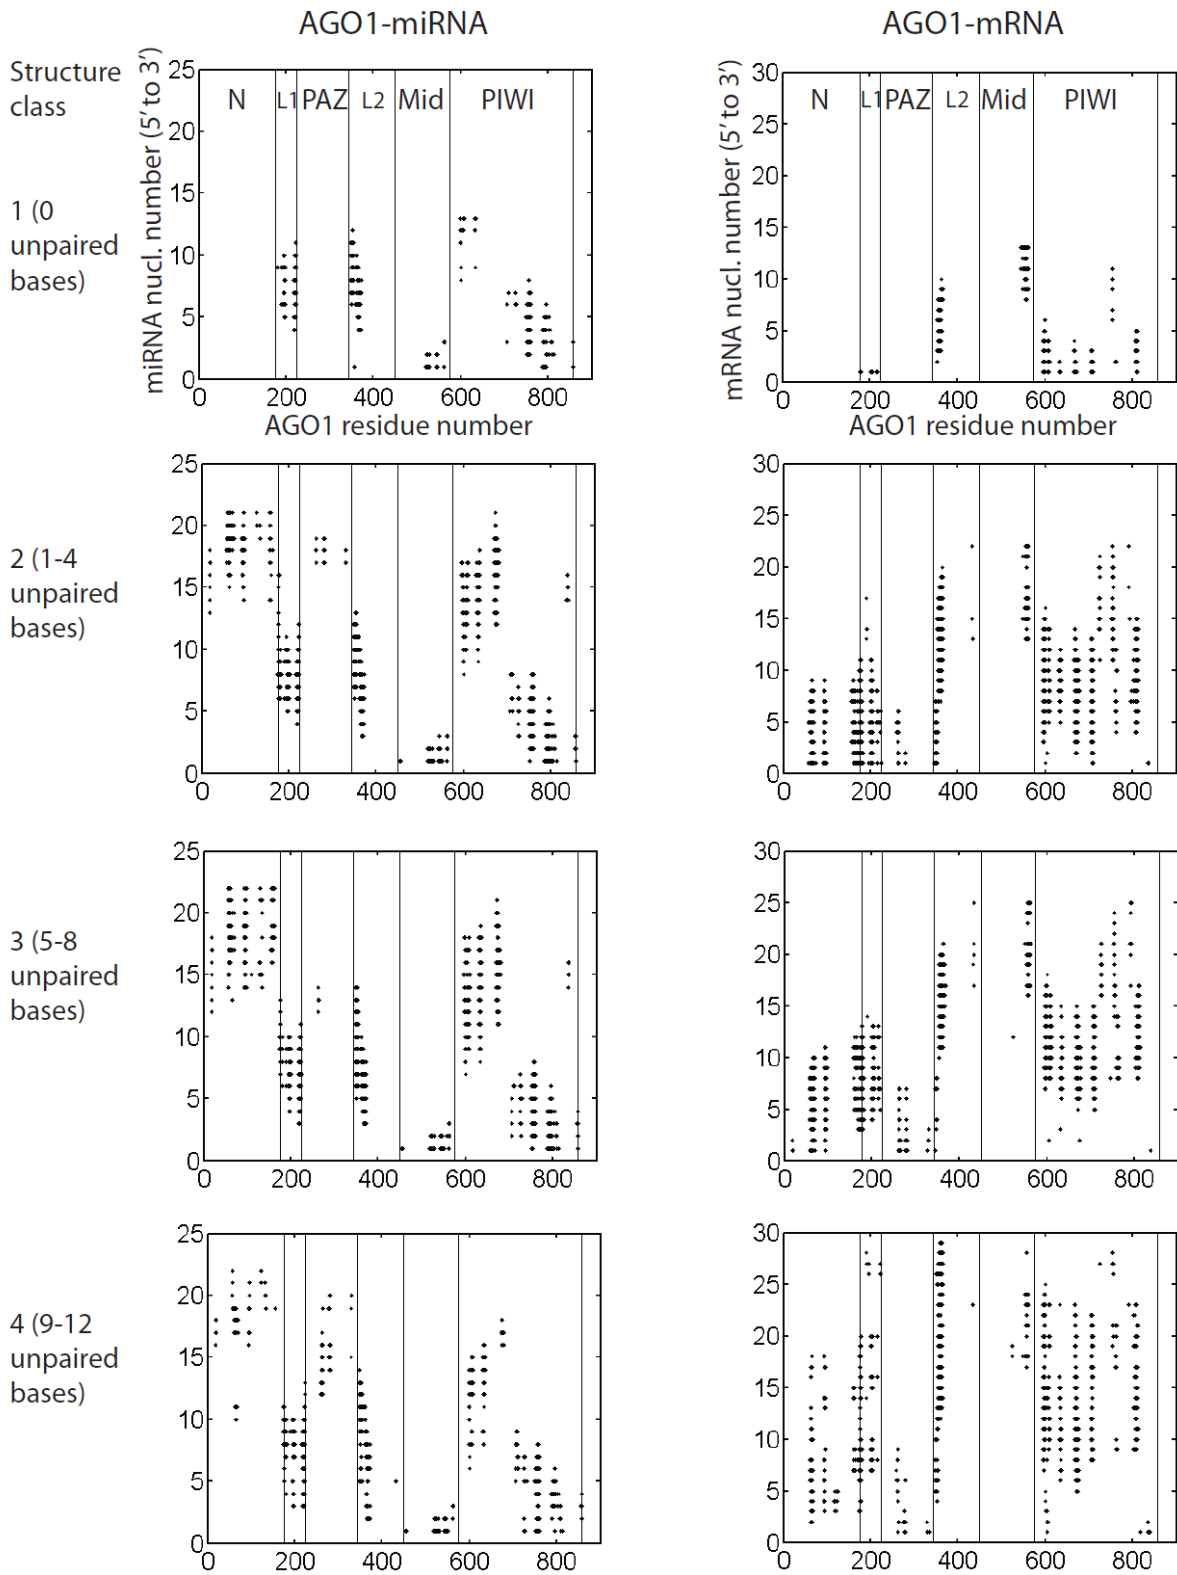 AGO1-miRNA
AGO1-mRNA
Structure
class
1 (0
unpaired
bases)
miRNA nucl. number (5' to 3')
25
20
15
10
5
0
N
L1
PAZ
L2
Mid
PIWI
0 200 400 600 800
AGO1 residue number
mRNA nucl. number (5' to 3')
30
25
20
15
10
5
0
N
L1
PAZ
L2
Mid
PIWI
0 200 400 600 800
AGO1 residue number
2 (1-4
unpaired
bases)
25
20
15
10
5
0
0 200 400 600 800
30
25
20
15
10
5
0
0 200 400 600 800
3 (5-8
unpaired
bases)
25
20
15
10
5
0
0 200 400 600 800
30
25
20
15
10
5
0
0 200 400 600 800
4 (9-12
unpaired
bases)
25
20
15
10
5
0
0 200 400 600 800
30
25
20
15
10
5
0
0 200 400 600 800